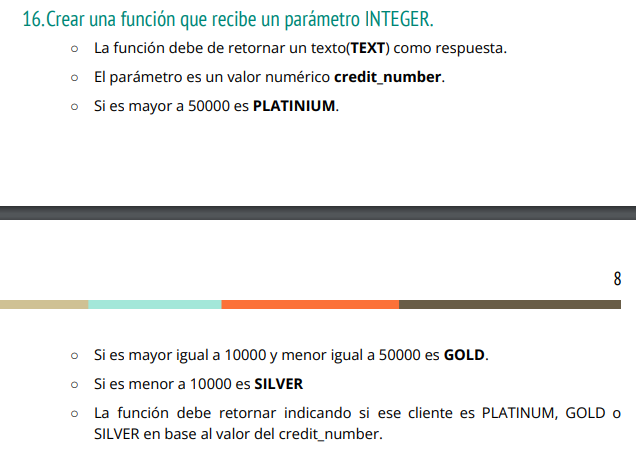 16.Crear una función que recibe un parámetro INTEGER.
○ La función debe de retornar un texto(TEXT) como respuesta.
○ El parámetro es un valor numérico credit_number.
○ Si es mayor a 50000 es PLATINIUM.
8
○ Si es mayor igual a 10000 y menor igual a 50000 es GOLD.
○ Si es menor a 10000 es SILVER
○ La función debe retornar indicando si ese cliente es PLATINUM, GOLD o
SILVER en base al valor del credit_number.